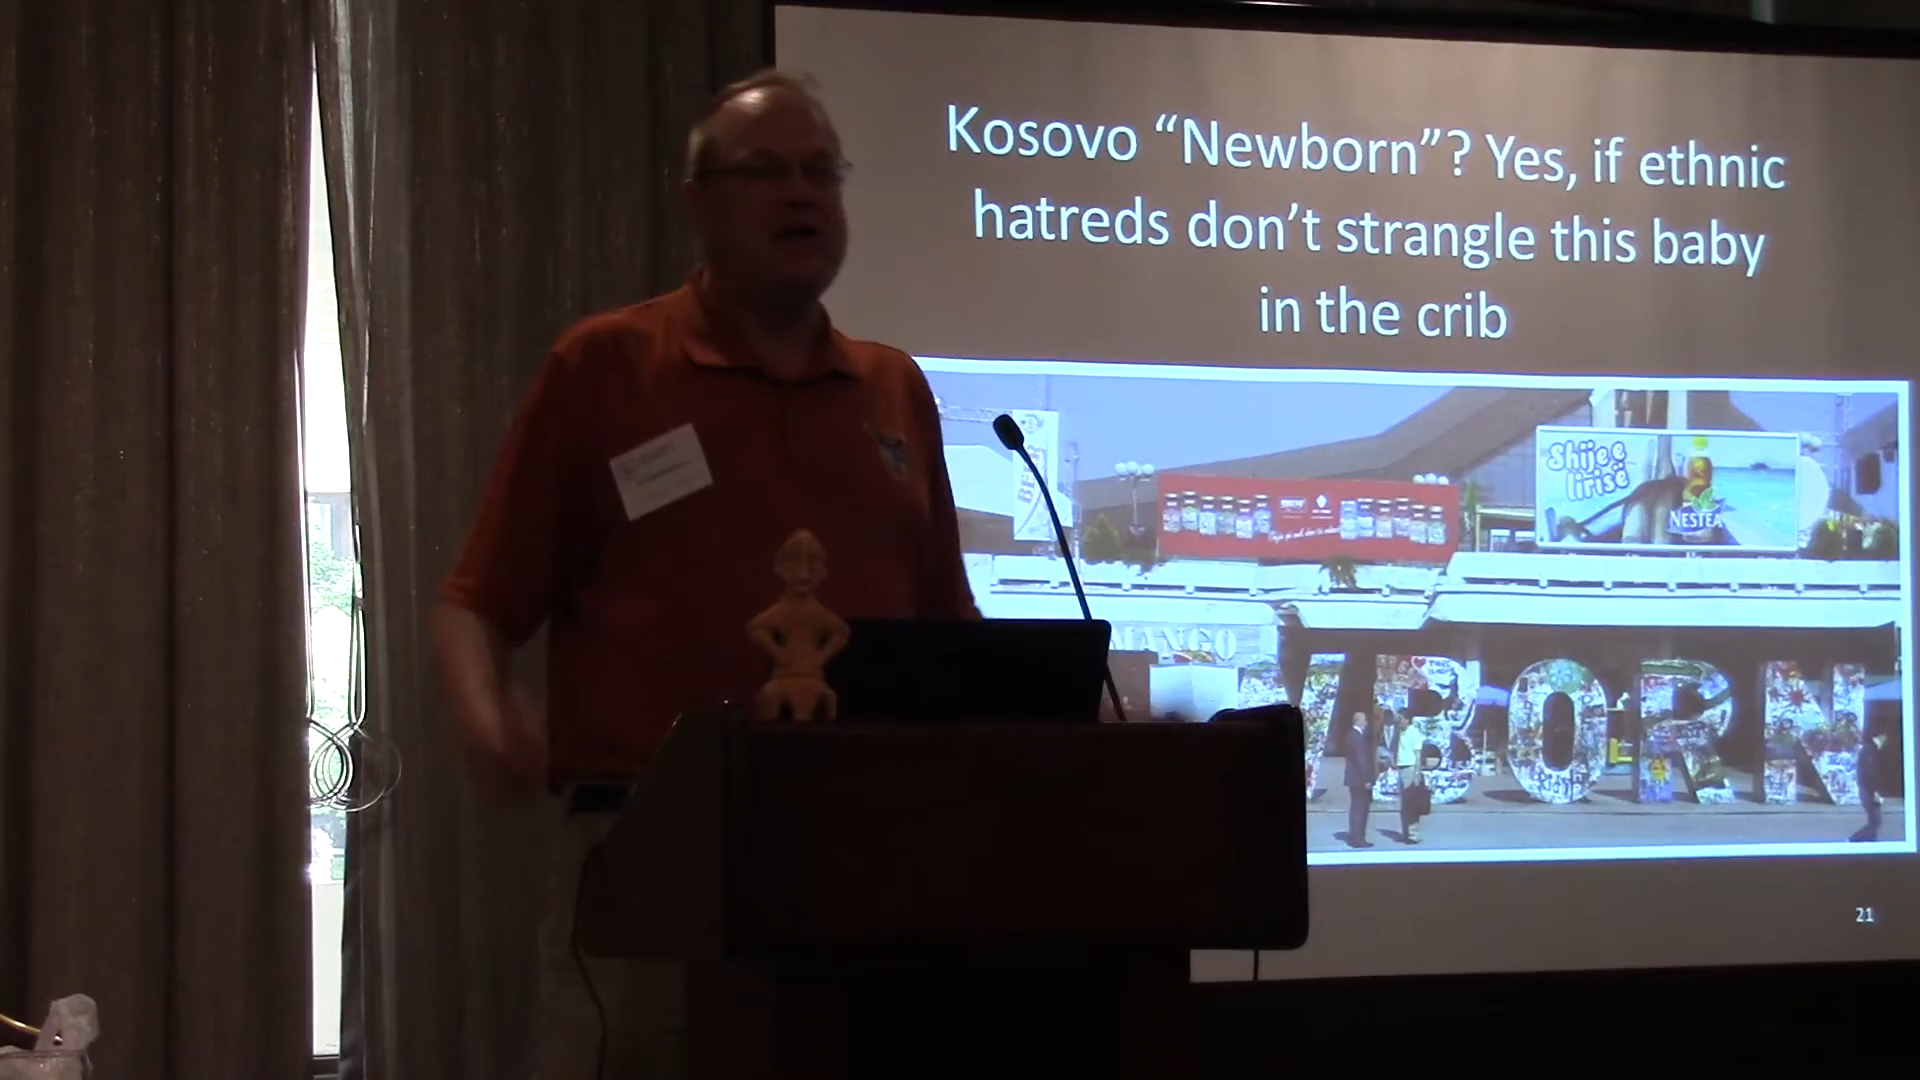 Kosovo “Newborn”? Yes, if ethnic
hatreds don’t strangle this baby
in the crib
Shijee
lirisë
NESTEA
MANGO
BORN
21